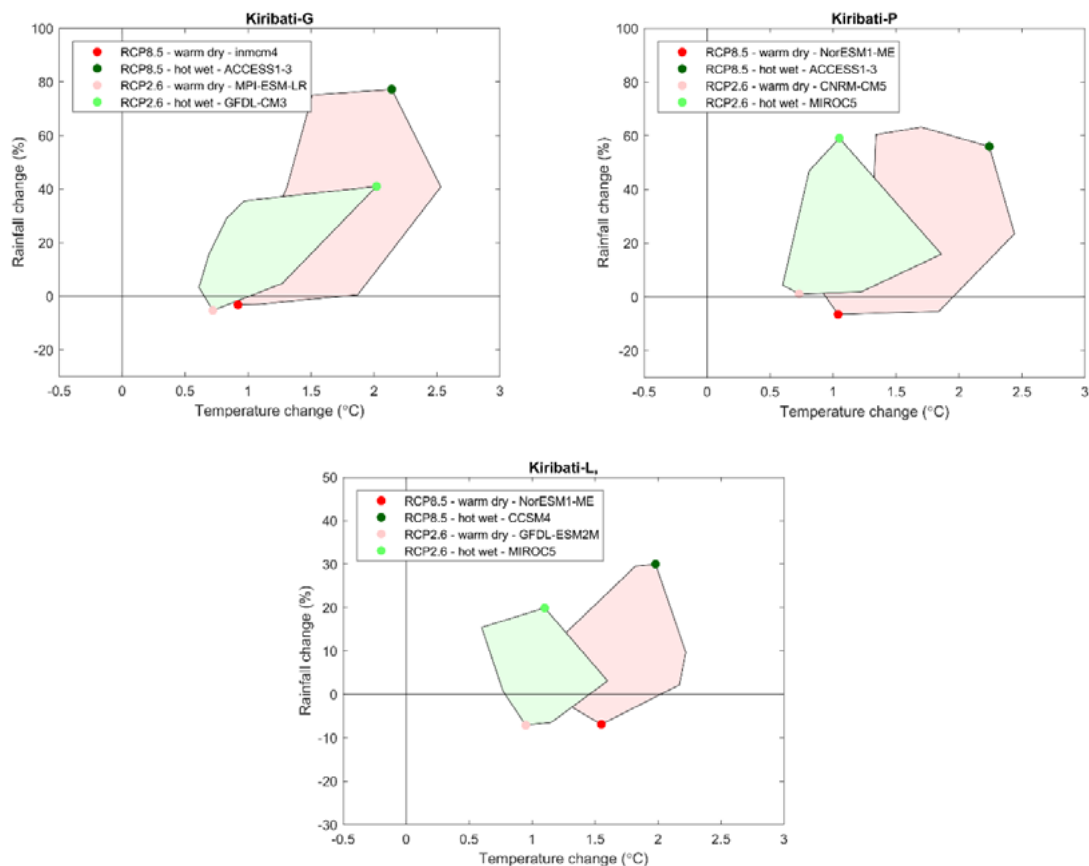 Kiribati-G
RCP8.5 - warm dry - inmcm4
RCP8.5 - hot wet - ACCESS1-3
RCP2.6 - warm dry - MPI-ESM-LR
RCP2.6 - hot wet - GFDL-CM3
Rainfall change (%)
100
80
60
40
20
0
-20
-0.5 0 0.5 1 1.5 2 2.5 3
Temperature change (°C)
Kiribati-P
RCP8.5 - warm dry - NorESM1-ME
RCP8.5 - hot wet - ACCESS1-3
RCP2.6 - warm dry - CNRM-CM5
RCP2.6 - hot wet - MIROC5
Rainfall change (%)
100
80
60
40
20
0
-20
-0.5 0 0.5 1 1.5 2 2.5 3
Temperature change (°C)
Kiribati-L,
RCP8.5 - warm dry - NorESM1-ME
RCP8.5 - hot wet - CCSM4
RCP2.6 - warm dry - GFDL-ESM2M
RCP2.6 - hot wet - MIROC5
Rainfall change (%)
50
40
30
20
10
0
-10
-20
-30
-0.5 0 0.5 1 1.5 2 2.5 3
Temperature change (°C)